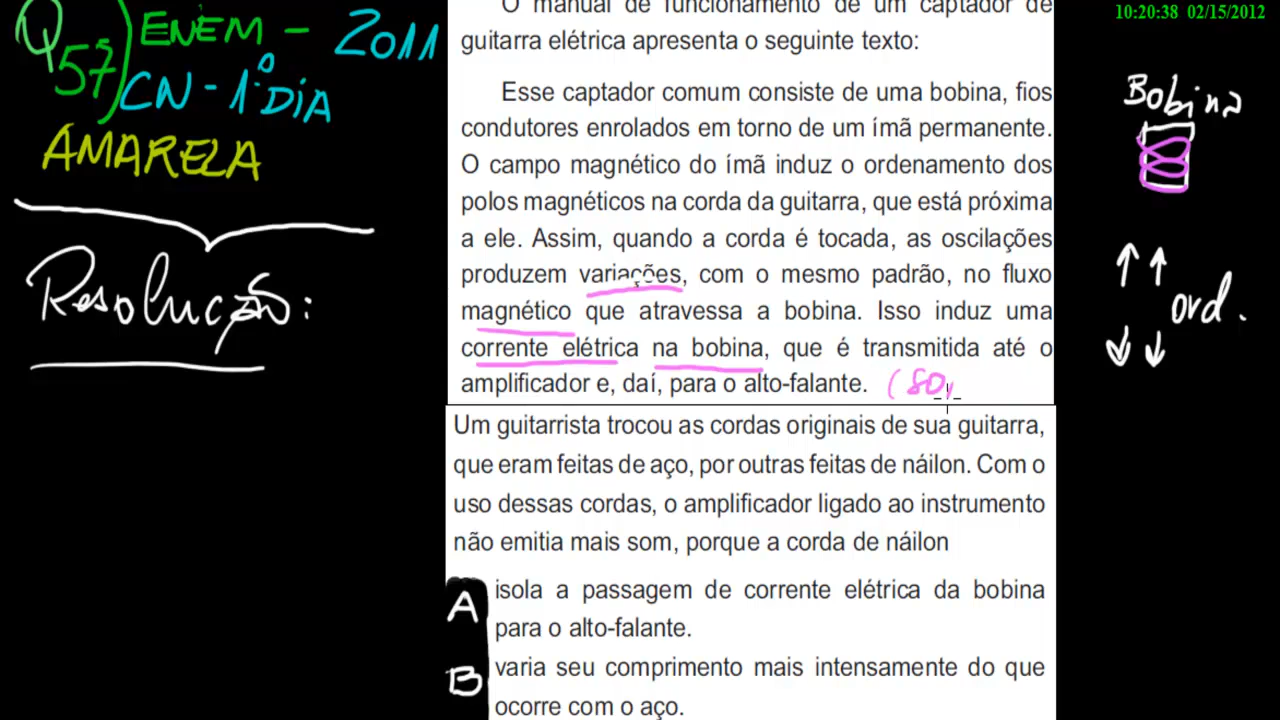 Q57) ENEM - 2011
CN - 1º DIA
AMARELA
Resolução:
O manual de funcionamento de um captador de
guitarra elétrica apresenta o seguinte texto:
Esse captador comum consiste de uma bobina, fios
condutores enrolados em torno de um ímã permanente.
O campo magnético do ímã induz o ordenamento dos
polos magnéticos na corda da guitarra, que está próxima
a ele. Assim, quando a corda é tocada, as oscilações
produzem variações, com o mesmo padrão, no fluxo
magnético que atravessa a bobina. Isso induz uma
corrente elétrica na bobina, que é transmitida até o
amplificador e, daí, para o alto-falante. (so
Um guitarrista trocou as cordas originais de sua guitarra,
que eram feitas de aço, por outras feitas de náilon. Com o
uso dessas cordas, o amplificador ligado ao instrumento
não emitia mais som, porque a corda de náilon
A isola a passagem de corrente elétrica da bobina
para o alto-falante.
B varia seu comprimento mais intensamente do que
ocorre com o aço.
10:20:38 02/15/2012
Bobina
ord.